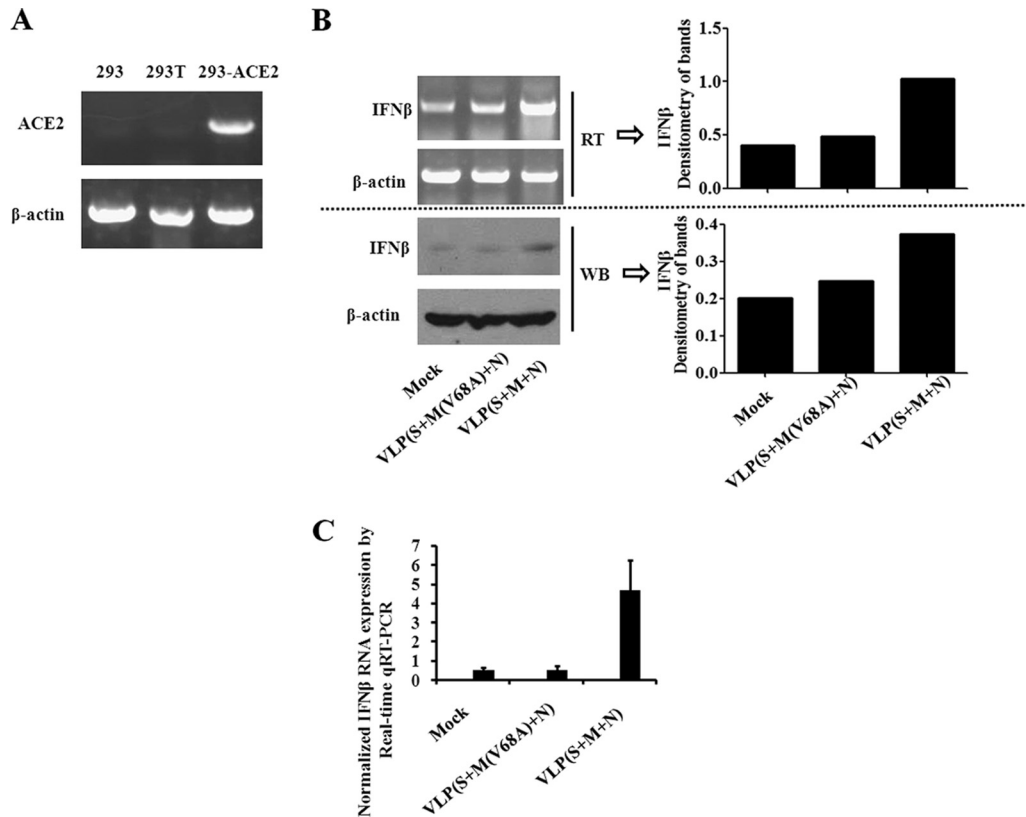 A
293 293T 293-ACE2
ACE2
β-actin
B
IFNβ
β-actin
RT
IFNβ
β-actin
WB
Mock
VLP(S+M(V68A)+N)
VLP(S+M+N)
IFNβ
Densitometry of bands
1.5
1.0
0.5
0.0
IFNβ
Densitometry of bands
0.4
0.3
0.2
0.1
0.0
Mock
VLP(S+M(V68A)+N)
VLP(S+M+N)
C
Normalized IFNβ RNA expression by
Real-time qRT-PCR
7
6
5
4
3
2
1
0
Mock
VLP(S+M(V68A)+N)
VLP(S+M+N)